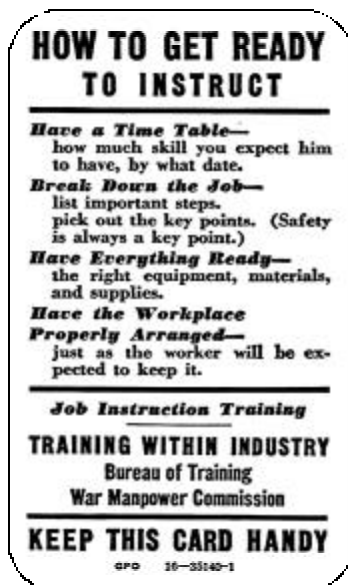 HOW TO GET READY
TO INSTRUCT
Have a Time Table—
how much skill you expect him
to have, by what date.
Break Down the Job—
list important steps.
pick out the key points. (Safety
is always a key point.)
Have Everything Ready—
the right equipment, materials,
and supplies.
Have the Workplace
Properly Arranged—
just as the worker will be ex-
pected to keep it.
Job Instruction Training
TRAINING WITHIN INDUSTRY
Bureau of Training
War Manpower Commission
KEEP THIS CARD HANDY
GPO 16—35140-1